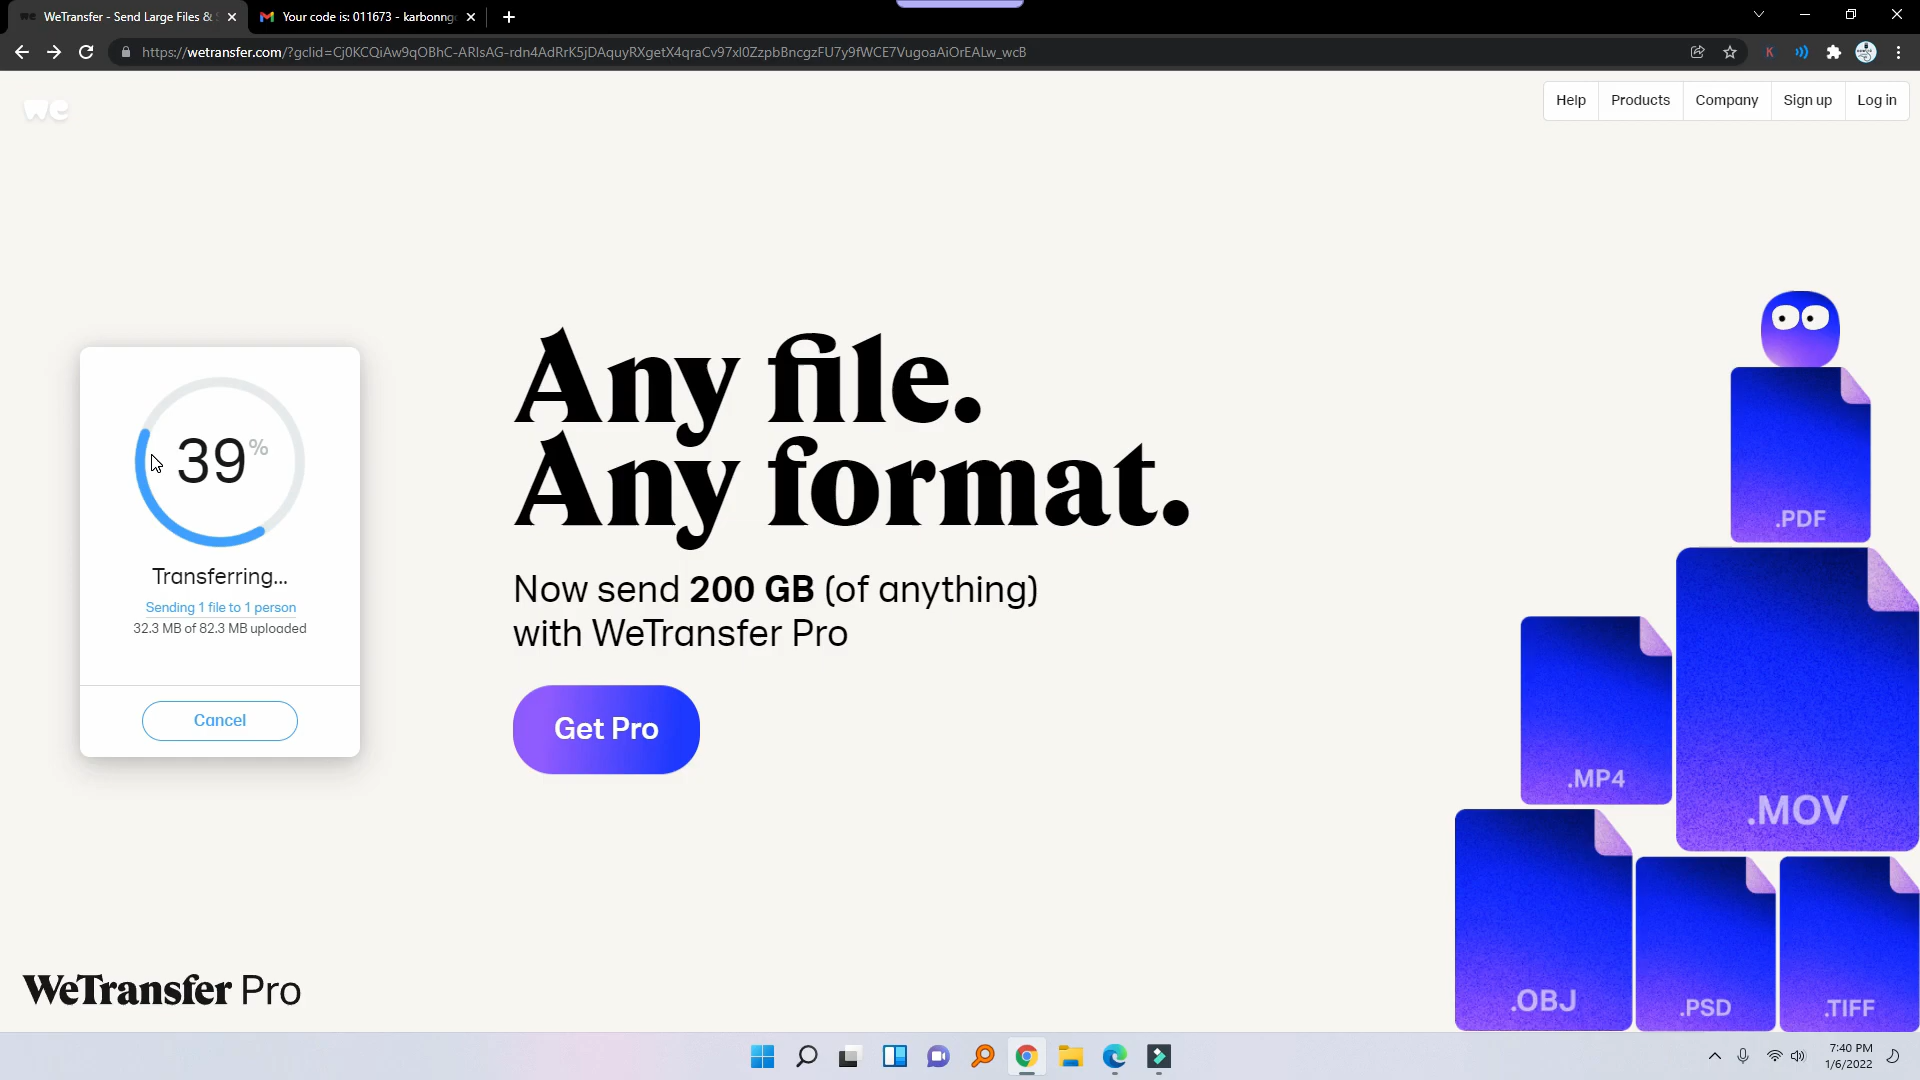 WeTransfer - Send Large Files &
Your code is: 011673 - karbonng
https://wetransfer.com/?gclid=Cj0KCQiAw9qOBhC-ARIsAG-rdn4AdRrK5jDAquyRXgetX4qraCv97xl0ZzpbBncgzFU7y9fWCE7VugoaAiOrEALw_wcB
K
we
Help Products Company Sign up Log in
39%
Transferring...
Sending 1 file to 1 person
32.3 MB of 82.3 MB uploaded
Cancel
Any file.
Any format.
Now send 200 GB (of anything)
with WeTransfer Pro
Get Pro
.PDF
.MP4
.MOV
.OBJ
.PSD
.TIFF
WeTransfer Pro
7:40 PM
1/6/2022